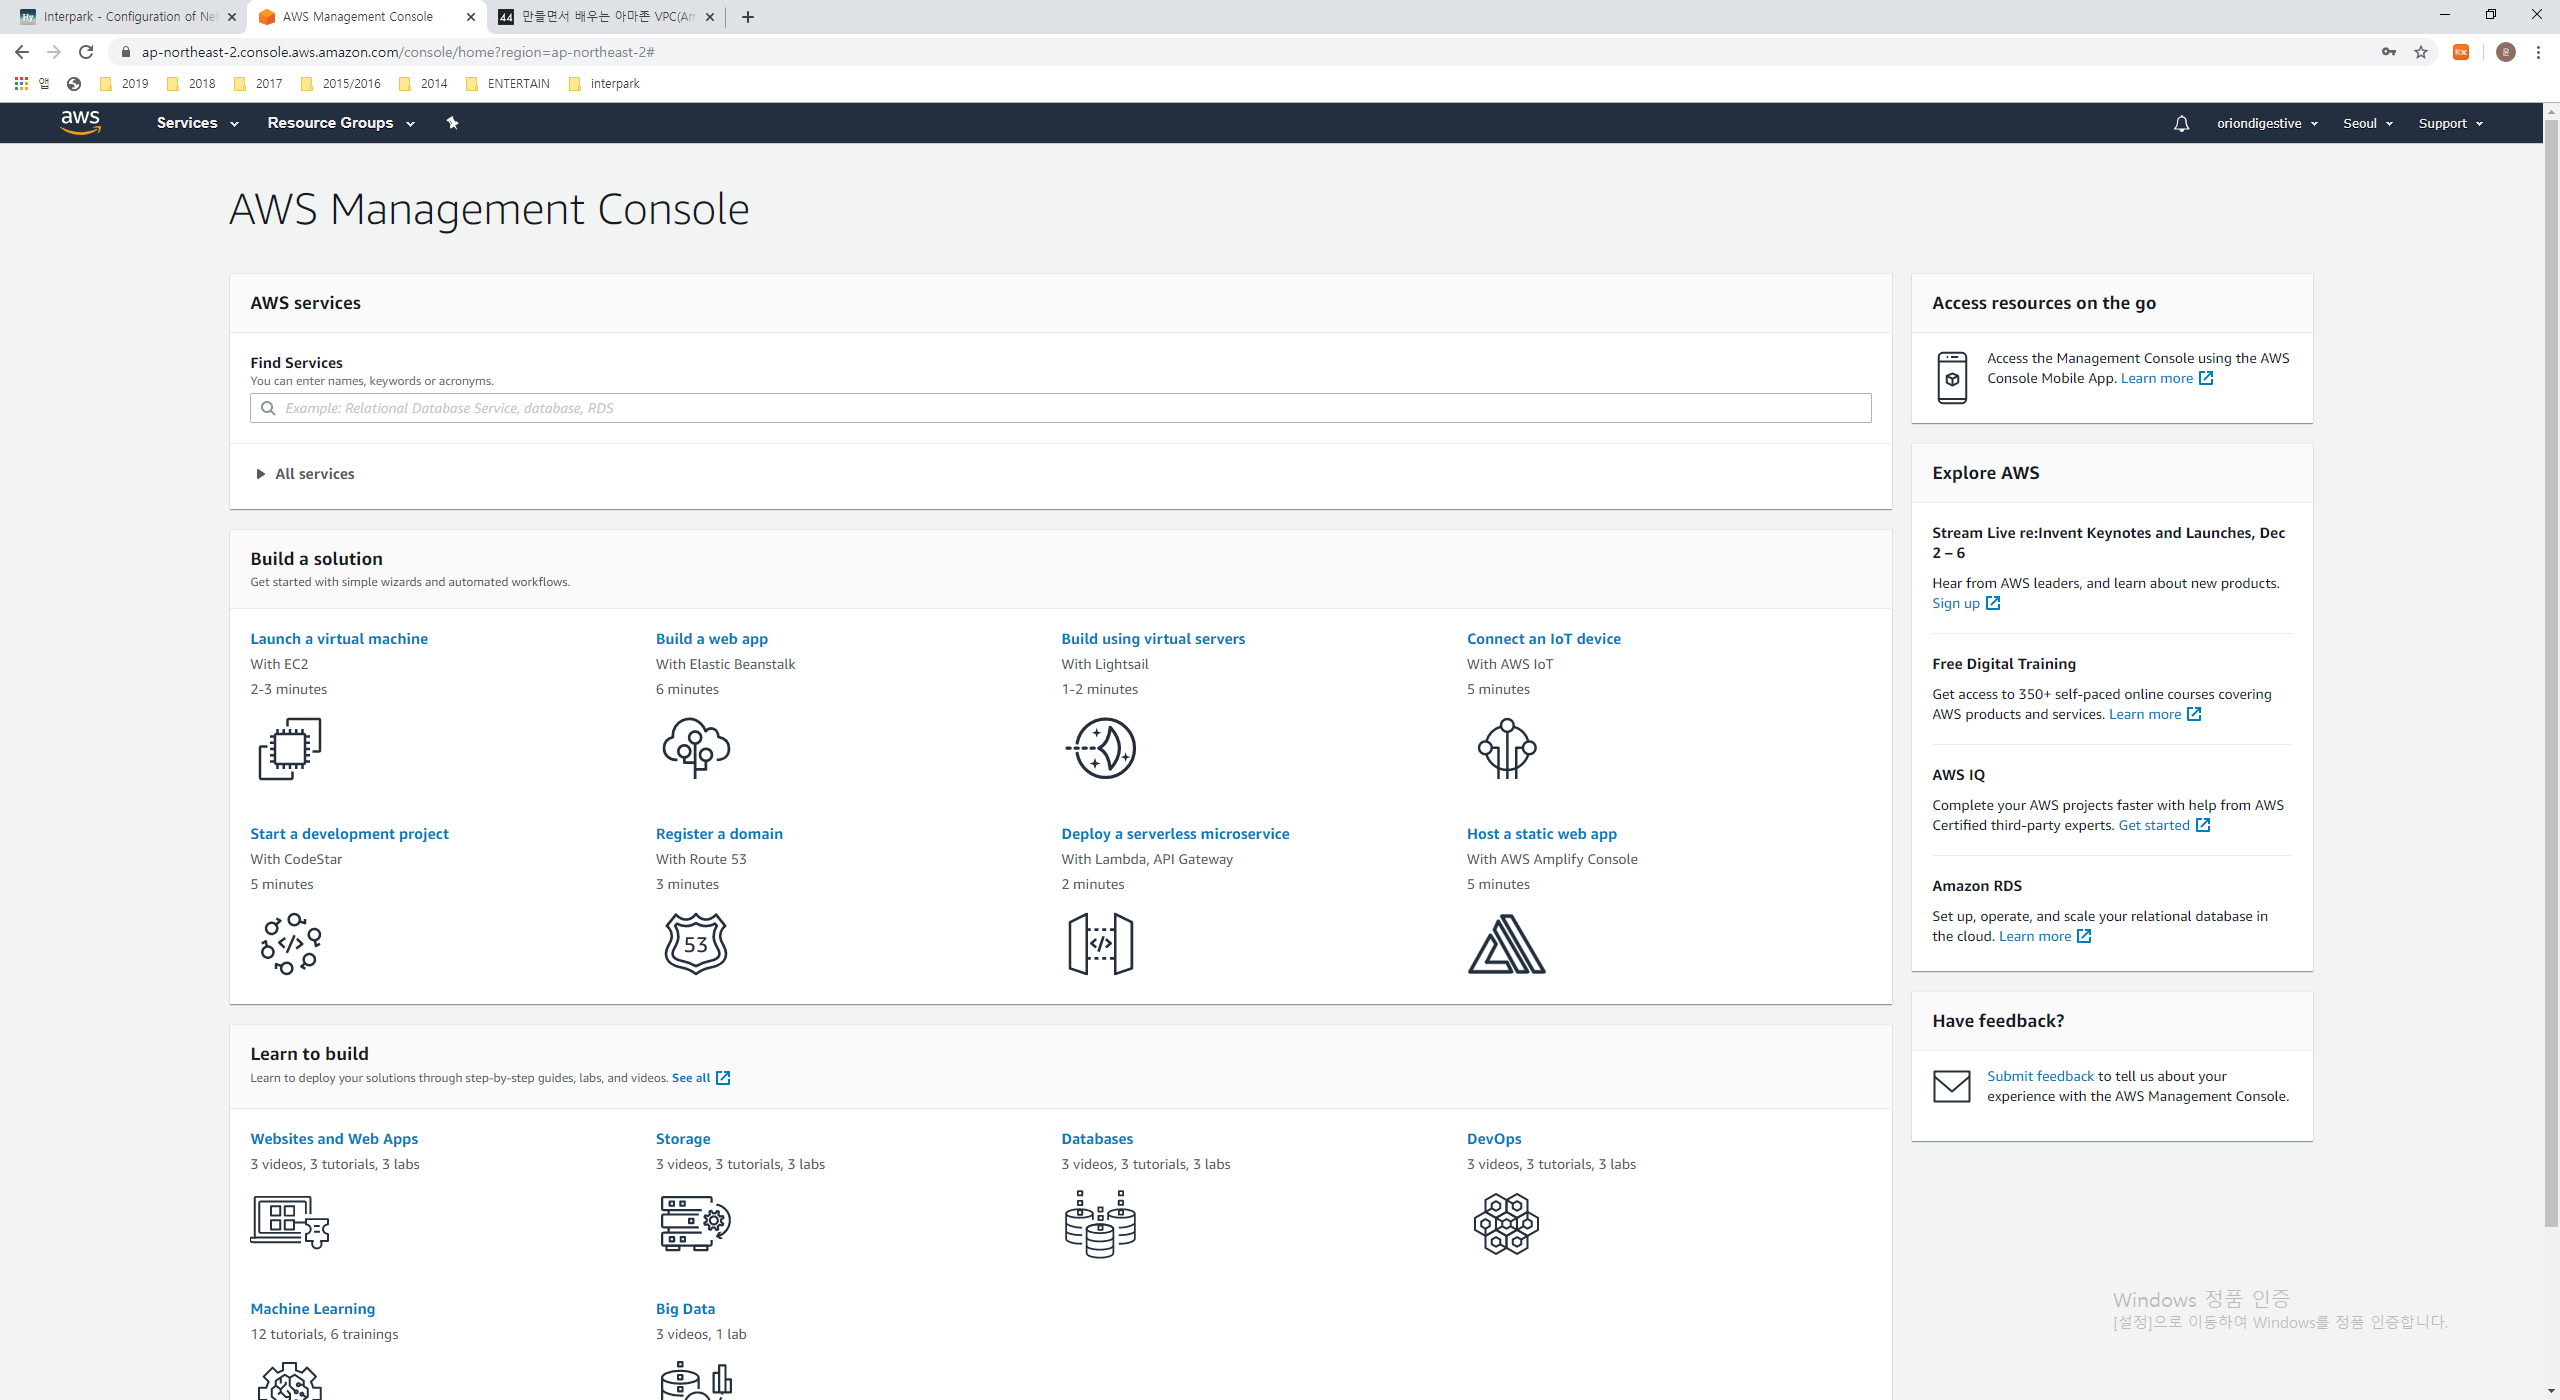 Interpark - Configuration of Net
AWS Management Console
만들면서 배우는 아마존 VPC(Am
ap-northeast-2.console.aws.amazon.com/console/home?region=ap-northeast-2#
앱 2019 2018 2017 2015/2016 2014 ENTERTAIN interpark
aws Services Resource Groups oriondigestive Seoul Support
AWS Management Console
AWS services
Find Services
You can enter names, keywords or acronyms.
Example: Relational Database Service, database, RDS
All services
Build a solution
Get started with simple wizards and automated workflows.
Launch a virtual machine
With EC2
2-3 minutes
Build a web app
With Elastic Beanstalk
6 minutes
Build using virtual servers
With Lightsail
1-2 minutes
Connect an IoT device
With AWS IoT
5 minutes
Start a development project
With CodeStar
5 minutes
Register a domain
With Route 53
3 minutes
53
Deploy a serverless microservice
With Lambda, API Gateway
2 minutes
Host a static web app
With AWS Amplify Console
5 minutes
Learn to build
Learn to deploy your solutions through step-by-step guides, labs, and videos. See all
Websites and Web Apps
3 videos, 3 tutorials, 3 labs
Storage
3 videos, 3 tutorials, 3 labs
Databases
3 videos, 3 tutorials, 3 labs
DevOps
3 videos, 3 tutorials, 3 labs
Machine Learning
12 tutorials, 6 trainings
Big Data
3 videos, 1 lab
Access resources on the go
Access the Management Console using the AWS
Console Mobile App. Learn more
Explore AWS
Stream Live re:Invent Keynotes and Launches, Dec
2 – 6
Hear from AWS leaders, and learn about new products.
Sign up
Free Digital Training
Get access to 350+ self-paced online courses covering
AWS products and services. Learn more
AWS IQ
Complete your AWS projects faster with help from AWS
Certified third-party experts. Get started
Amazon RDS
Set up, operate, and scale your relational database in
the cloud. Learn more
Have feedback?
Submit feedback to tell us about your
experience with the AWS Management Console.
Windows 정품 인증
[설정]으로 이동하여 Windows를 정품 인증합니다.